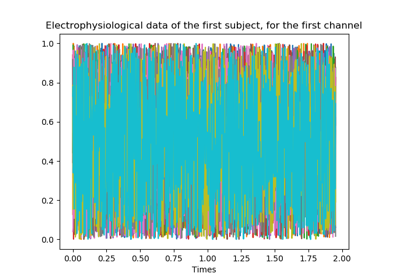 Electrophysiological data of the first subject, for the first channel
1.0
0.8
0.6
0.4
0.2
0.0
0.00 0.25 0.50 0.75 1.00 1.25 1.50 1.75 2.00
Times